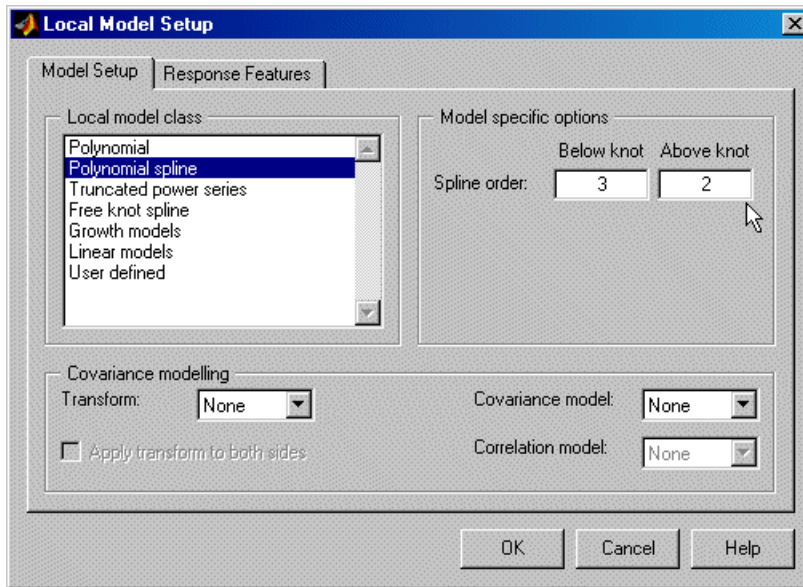 Local Model Setup
Model Setup
Response Features
Local model class
Polynomial
Polynomial spline
Truncated power series
Free knot spline
Growth models
Linear models
User defined
Model specific options
Below knot Above knot
Spline order: 3 2
Covariance modelling
Transform: None
Apply transform to both sides
Covariance model: None
Correlation model: None
OK Cancel Help